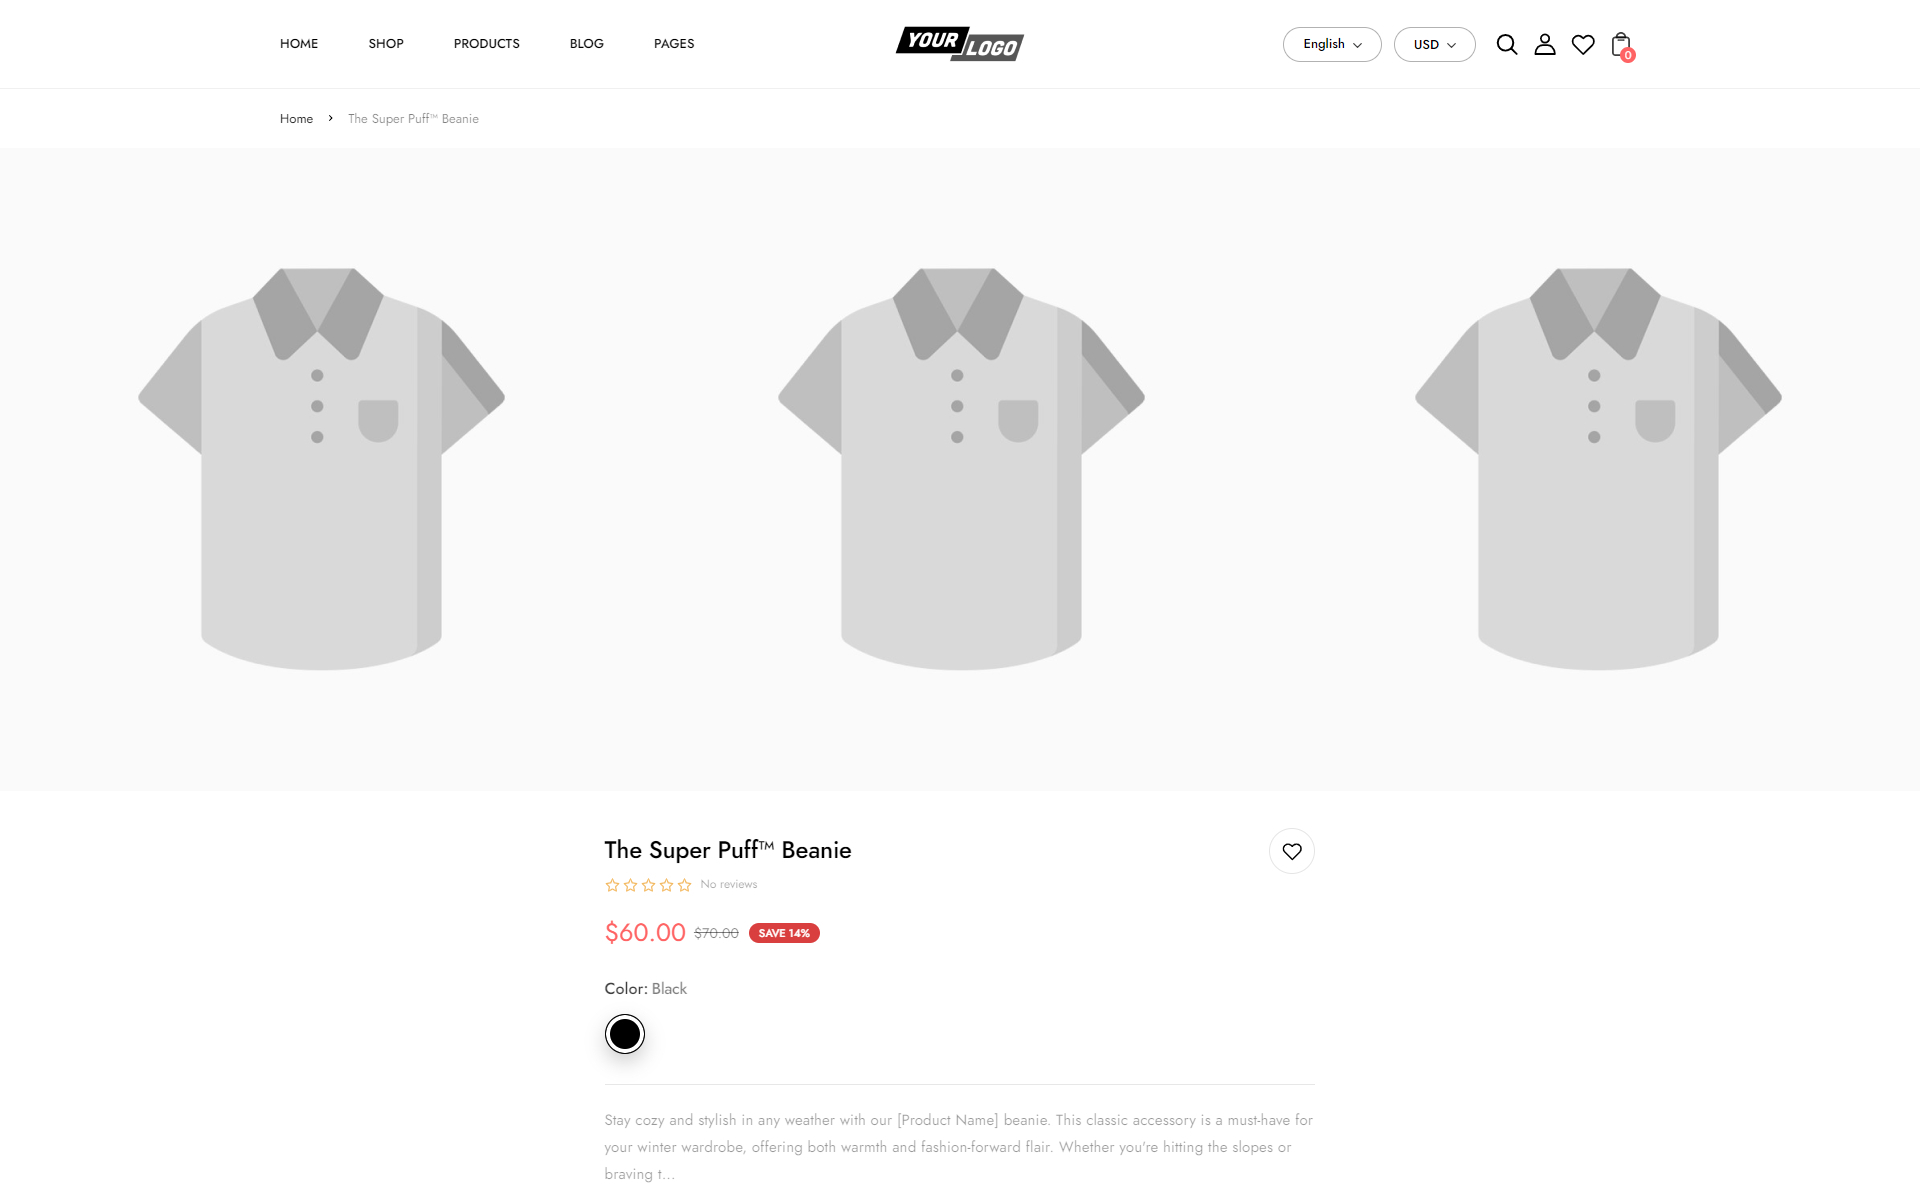 HOME SHOP PRODUCTS BLOG PAGES
YOUR
LOGO
English USD
0
Home The Super Puff™ Beanie
The Super Puff™ Beanie
No reviews
$60.00 $70.00 SAVE 14%
Color: Black
Stay cozy and stylish in any weather with our [Product Name] beanie. This classic accessory is a must-have for
your winter wardrobe, offering both warmth and fashion-forward flair. Whether you're hitting the slopes or
braving t...